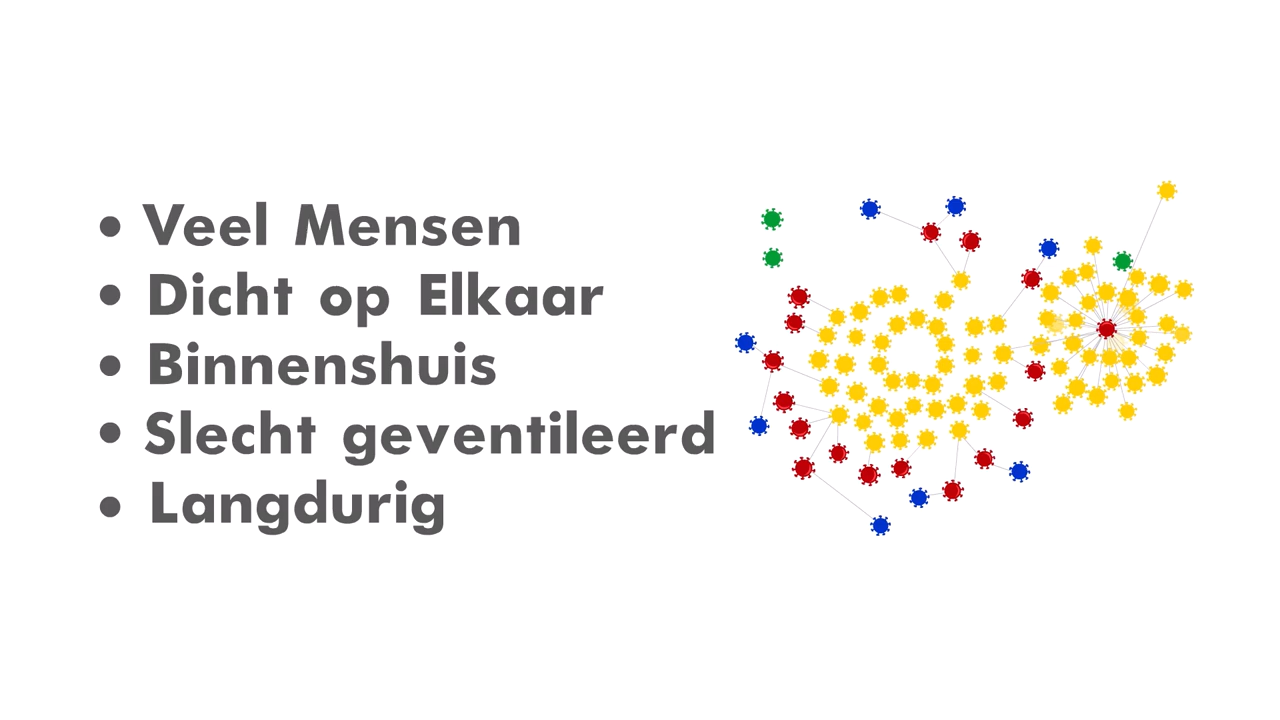 • Veel Mensen
• Dicht op Elkaar
• Binnenshuis
• Slecht geventileerd
• Langdurig